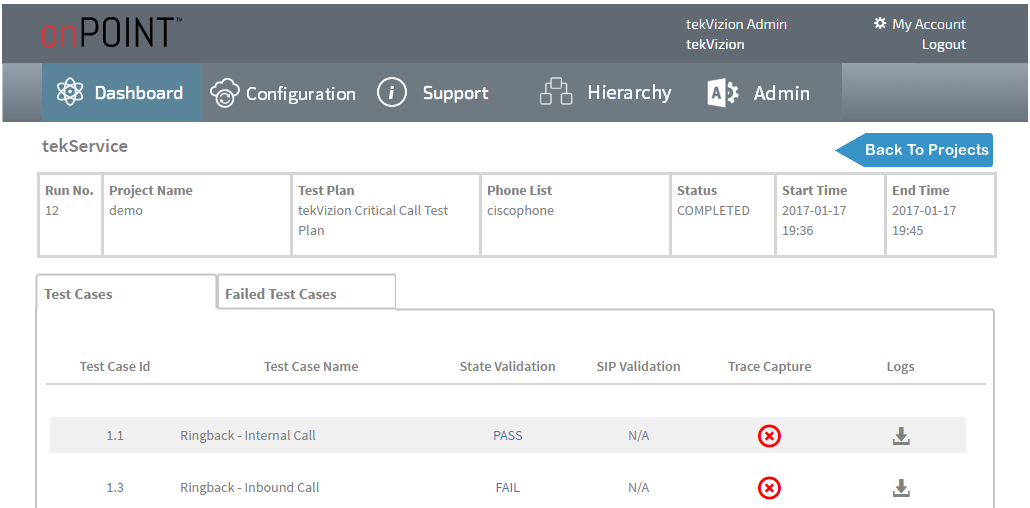 onPOINT™
tekVizion Admin
tekVizion
My Account
Logout
Dashboard
Configuration
Support
Hierarchy
Admin
tekService
Back To Projects
Run No. Project Name Test Plan Phone List Status Start Time End Time
12 demo tekVizion Critical Call Test ciscophone COMPLETED 2017-01-17 2017-01-17
Plan 19:36 19:45
Test Cases Failed Test Cases
Test Case Id Test Case Name State Validation SIP Validation Trace Capture Logs
1.1 Ringback - Internal Call PASS N/A
1.3 Ringback - Inbound Call FAIL N/A